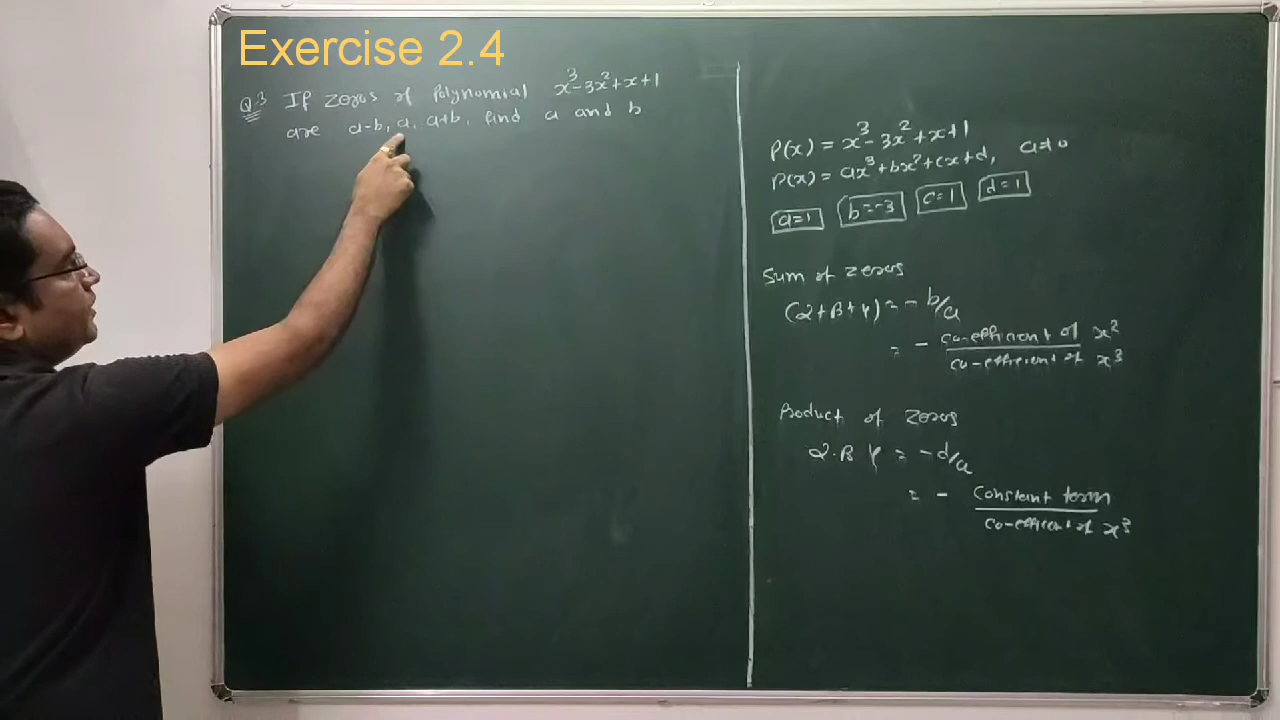 Exercise 2.4
Q.3 If zeros of Polynomial x³-3x²+x+1
are a-b, a, a+b, find a and b
P(x) = x³-3x²+x+1
P(x) = ax³+bx²+cx+d, a≠0
a=1 b=-3 c=1 d=1
Sum of zeros
(α+β+γ) = - b/a
= - co-efficient of x² / co-efficient of x³
Product of zeros
α.β γ = -d/a
= - Constant term / co-efficient of x³